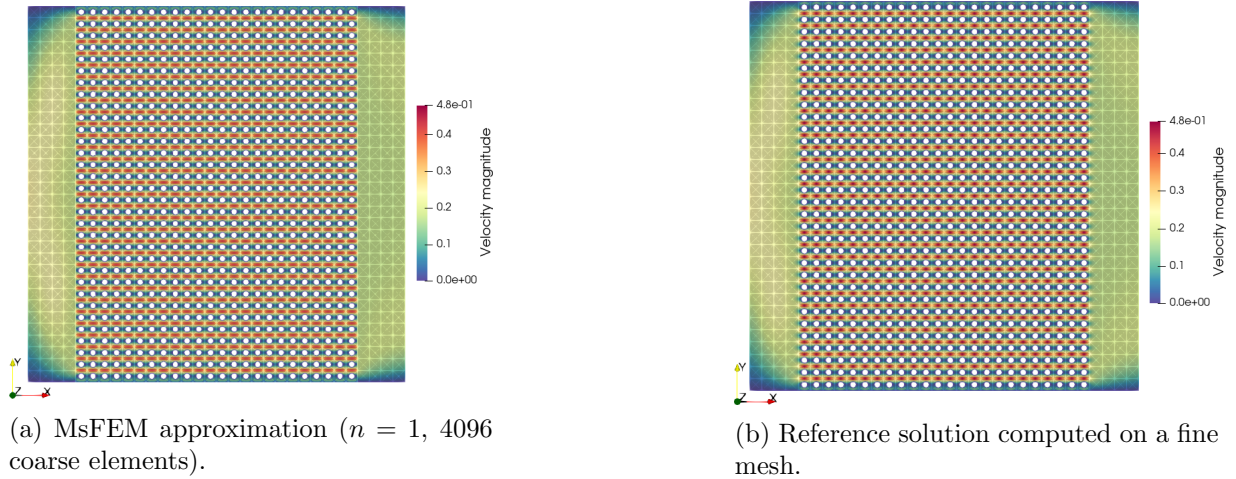 4.8e-01
0.4
0.3
0.2
0.1
0.0e+00
Velocity magnitude
Y
Z
X
(a) MsFEM approximation (n = 1, 4096
coarse elements).
4.8e-01
0.4
0.3
0.2
0.1
0.0e+00
Velocity magnitude
Y
Z
X
(b) Reference solution computed on a fine
mesh.